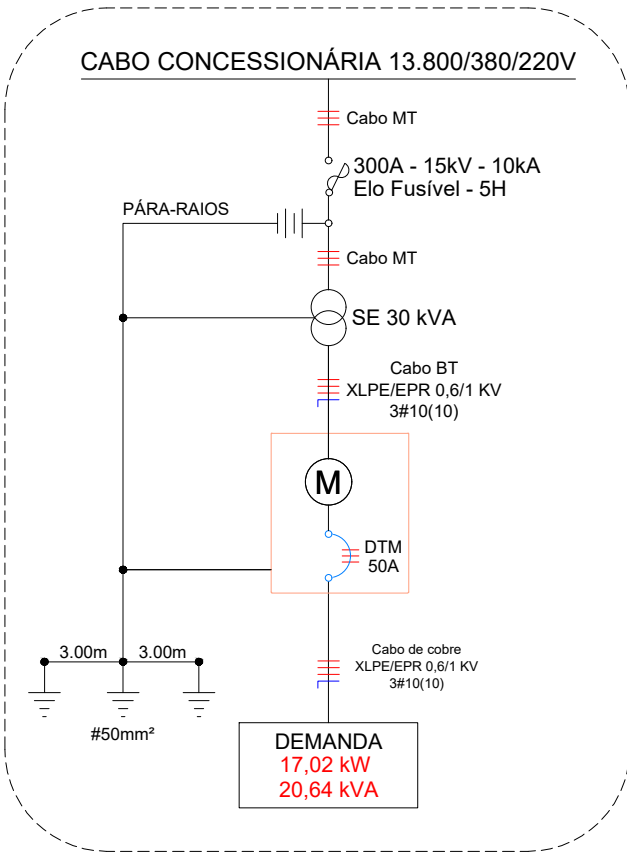 CABO CONCESSIONÁRIA 13.800/380/220V
Cabo MT
300A - 15kV - 10kA
Elo Fusível - 5H
PÁRA-RAIOS
Cabo MT
SE 30 kVA
Cabo BT
XLPE/EPR 0,6/1 KV
3#10(10)
M
DTM
50A
3.00m 3.00m
#50mm²
Cabo de cobre
XLPE/EPR 0,6/1 KV
3#10(10)
DEMANDA
17,02 kW
20,64 kVA